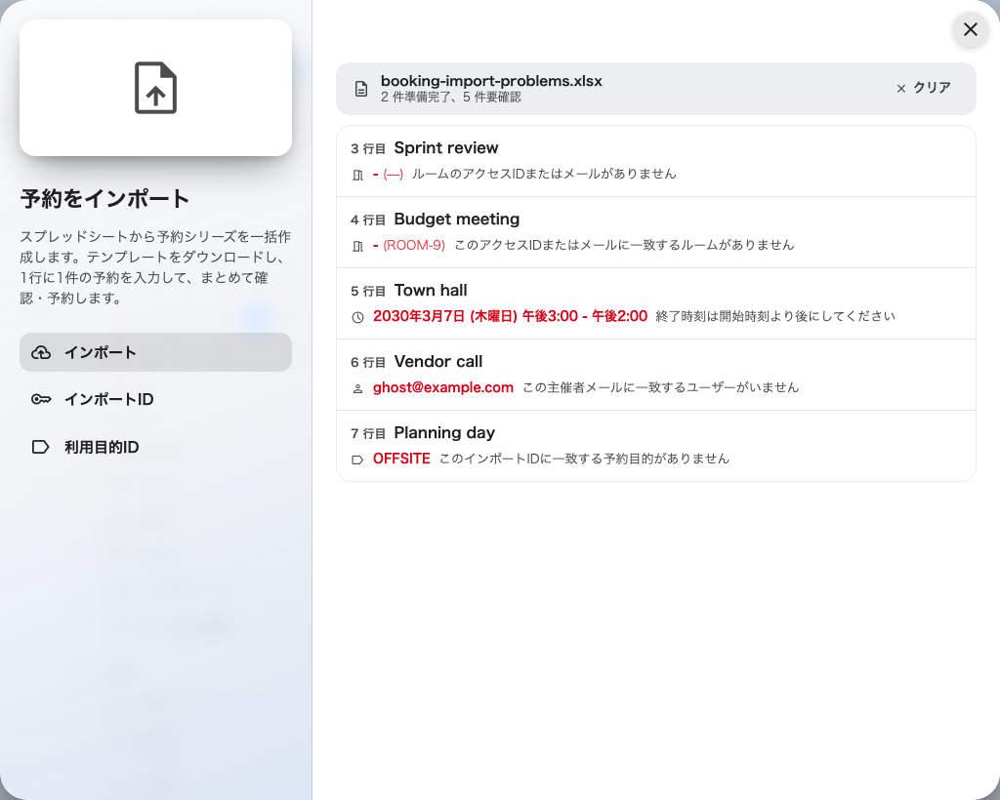 予約をインポート
スプレッドシートから予約シリーズを一括作
成します。テンプレートをダウンロードし、
1行に1件の予約を入力して、まとめて確
認・予約します。
インポート
インポートID
利用目的ID
booking-import-problems.xlsx
2 件準備完了、5 件要確認
クリア
3 行目 Sprint review
- (—) ルームのアクセスIDまたはメールがありません
4 行目 Budget meeting
- (ROOM-9) このアクセスIDまたはメールに一致するルームがありません
5 行目 Town hall
2030年3月7日 (木曜日) 午後3:00 - 午後2:00 終了時刻は開始時刻より後にしてください
6 行目 Vendor call
ghost@example.com この主催者メールに一致するユーザーがいません
7 行目 Planning day
OFFSITE このインポートIDに一致する予約目的がありません